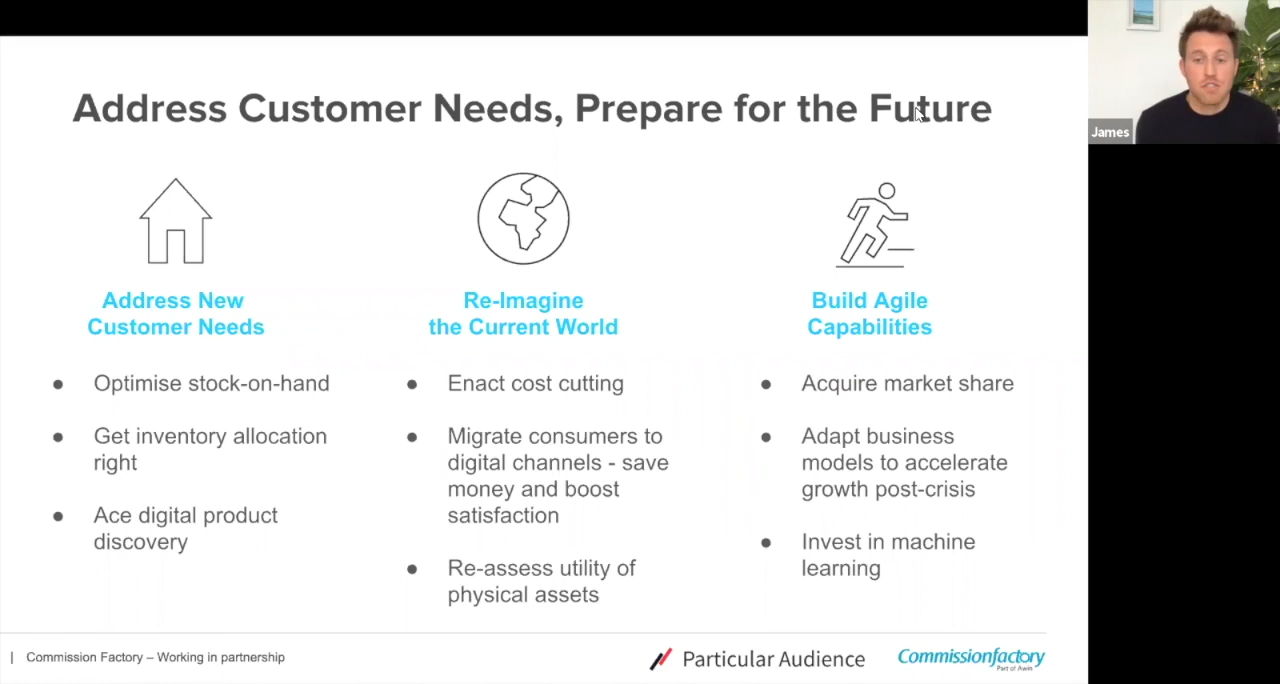 Address Customer Needs, Prepare for the Future
James
Address New
Customer Needs
● Optimise stock-on-hand
● Get inventory allocation
right
● Ace digital product
discovery
Re-Imagine
the Current World
● Enact cost cutting
● Migrate consumers to
digital channels - save
money and boost
satisfaction
● Re-assess utility of
physical assets
Build Agile
Capabilities
● Acquire market share
● Adapt business
models to accelerate
growth post-crisis
● Invest in machine
learning
| Commission Factory – Working in partnership
Particular Audience
Commissionfactory
Part of Awin